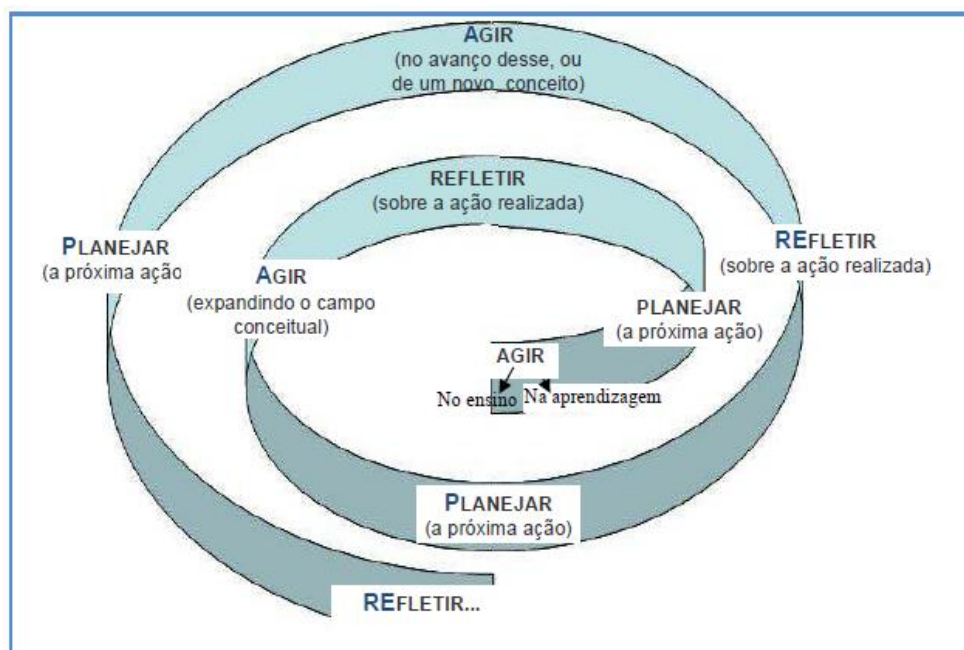 AGIR
(no avanço desse, ou
de um novo, conceito)
REFLETIR
(sobre a ação realizada)
PLANEJAR
(a próxima ação
AGIR
(expandindo o campo
conceitual)
REFLETIR
(sobre a ação realizada)
PLANEJAR
(a próxima ação)
AGIR
No ensino
Na aprendizagem
PLANEJAR
(a próxima ação)
REFLETIR...